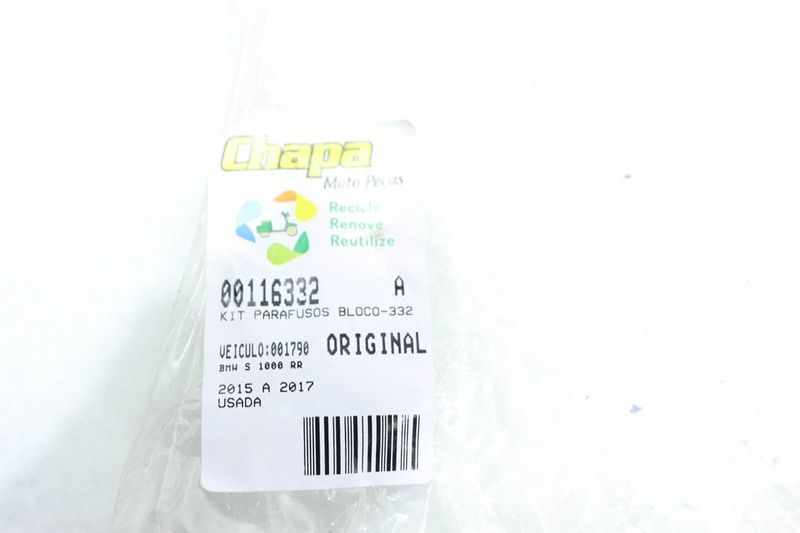 Chapa
Moto Peças
Recicle
Renove
Reutilize
00116332 A
KIT PARAFUSOS BLOCO-332
VEICULO:001790 ORIGINAL
BMW S 1000 RR
2015 A 2017
USADA